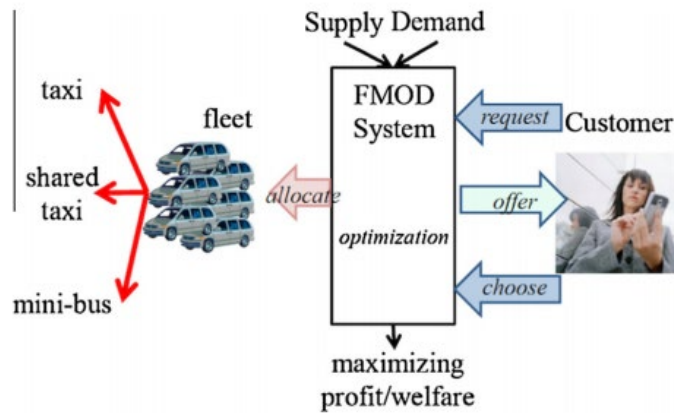 Supply Demand
taxi
fleet
FMOD
System
request
Customer
shared
taxi
allocate
offer
optimization
mini-bus
choose
maximizing
profit/welfare